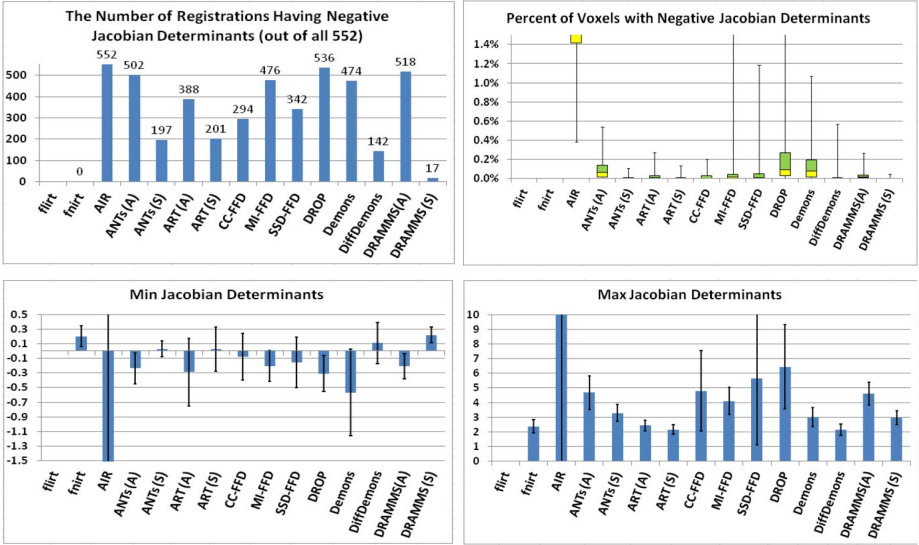 The Number of Registrations Having Negative
Jacobian Determinants (out of all 552)
500
400
300
200
100
0
0
552
502
197
388
201
294
476
342
536
474
142
518
17
flirt
fnirt
AIR
ANTs (A)
ANTs (S)
ART(A)
ART(S)
CC-FFD
MI-FFD
SSD-FFD
DROP
Demons
DiffDemons
DRAMMS(A)
DRAMMS(S)
Percent of Voxels with Negative Jacobian Determinants
1.4%
1.2%
1.0%
0.8%
0.6%
0.4%
0.2%
0.0%
flirt
fnirt
AIR
ANTs (A)
ANTs (S)
ART(A)
ART(S)
CC-FFD
MI-FFD
SSD-FFD
DROP
Demons
DiffDemons
DRAMMS(A)
DRAMMS(S)
Min Jacobian Determinants
0.5
0.3
0.1
-0.1
-0.3
-0.5
-0.7
-0.9
-1.1
-1.3
-1.5
flirt
fnirt
AIR
ANTs (A)
ANTs (S)
ART(A)
ART(S)
CC-FFD
MI-FFD
SSD-FFD
DROP
Demons
DiffDemons
DRAMMS(A)
DRAMMS(S)
Max Jacobian Determinants
10
9
8
7
6
5
4
3
2
1
0
flirt
fnirt
AIR
ANTs (A)
ANTs (S)
ART(A)
ART(S)
CC-FFD
MI-FFD
SSD-FFD
DROP
Demons
DiffDemons
DRAMMS(A)
DRAMMS(S)